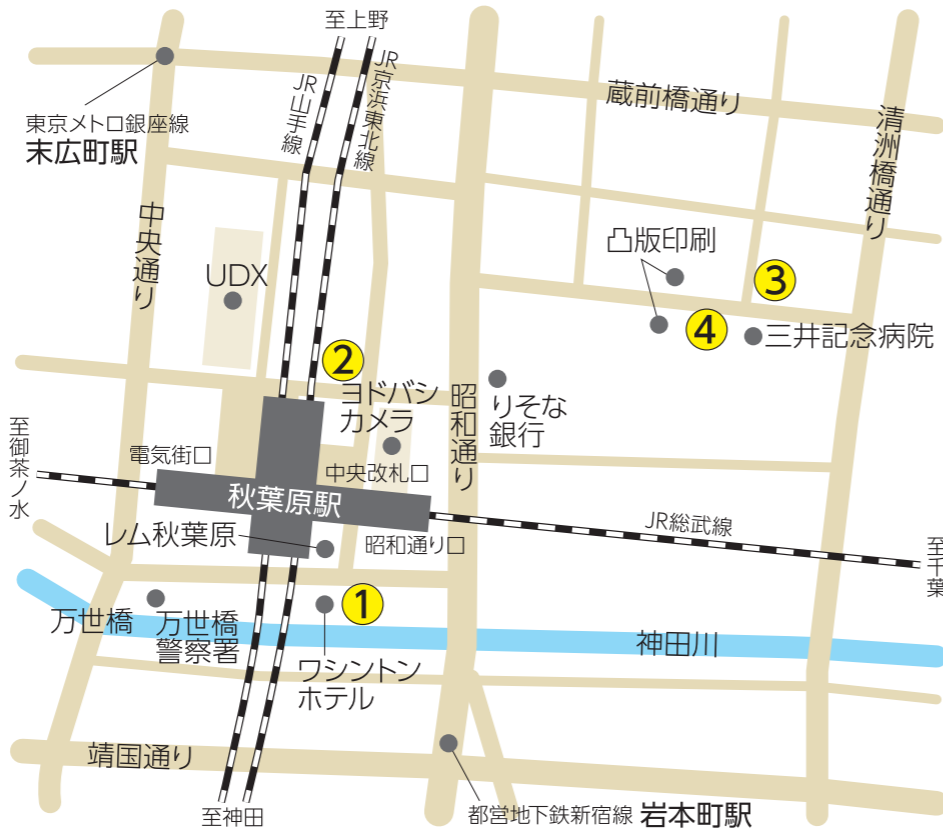 至上野
JR京浜東北線
JR山手線
蔵前橋通り
清洲橋通り
東京メトロ銀座線
末広町駅
中央通り
凸版印刷
UDX
③
④
三井記念病院
②
ヨドバシ
カメラ
昭和通り
りそな
銀行
至御茶ノ水
電気街口
中央改札口
秋葉原駅
JR総武線
レム秋葉原
昭和通り口
至千葉
①
万世橋
万世橋
警察署
神田川
ワシントン
ホテル
靖国通り
至神田
都営地下鉄新宿線 岩本町駅